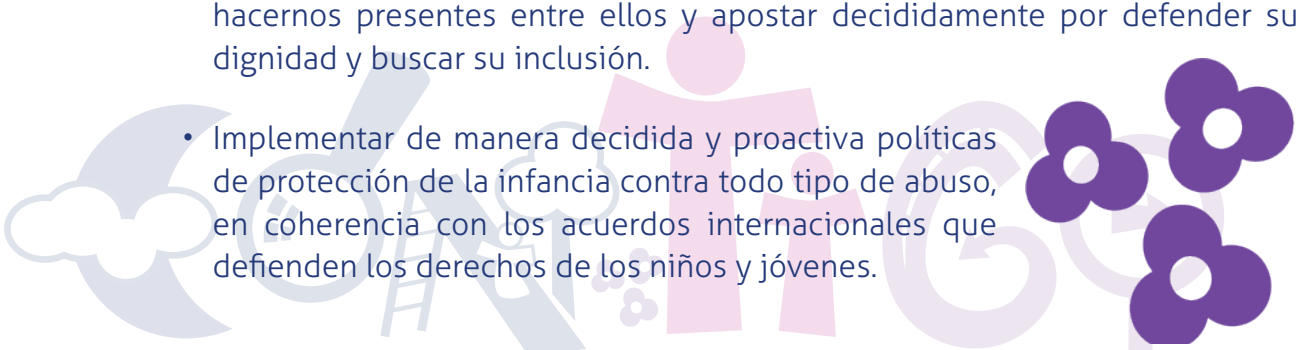 hacernos presentes entre ellos y apostar decididamente por defender su
dignidad y buscar su inclusión.
• Implementar de manera decidida y proactiva políticas
de protección de la infancia contra todo tipo de abuso,
en coherencia con los acuerdos internacionales que
defienden los derechos de los niños y jóvenes.